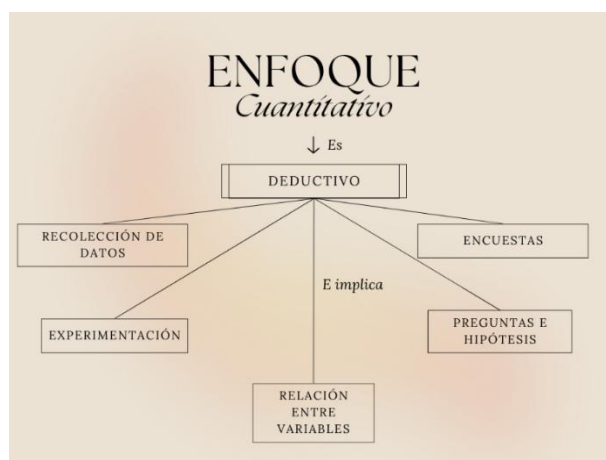 ENFOQUE
Cuantitativo
Es
DEDUCTIVO
RECOLECCIÓN DE
DATOS
ENCUESTAS
E implica
EXPERIMENTACIÓN
PREGUNTAS E
HIPÓTESIS
RELACIÓN
ENTRE
VARIABLES